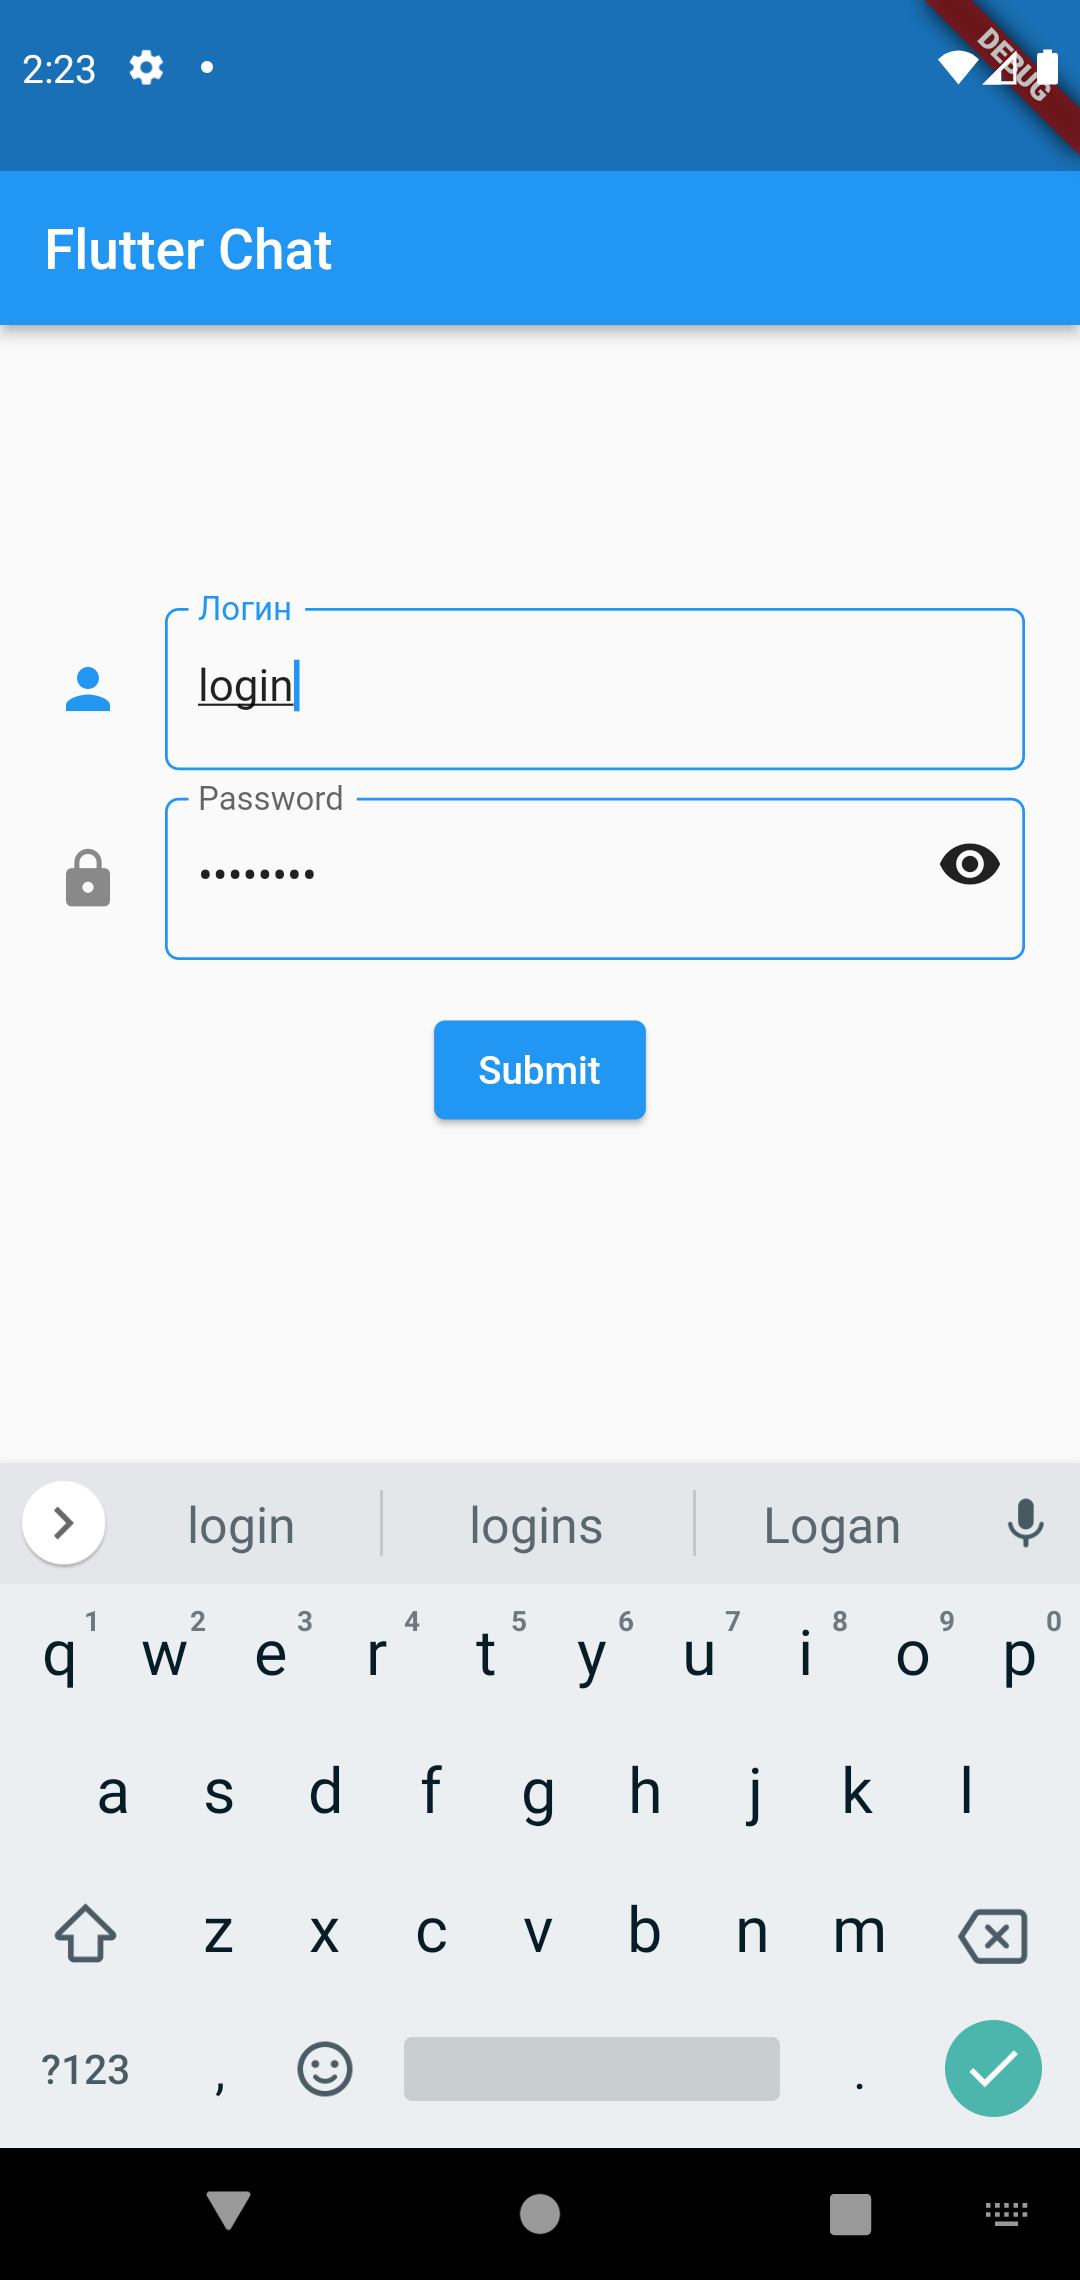 2:23
DEBUG
Flutter Chat
Логин
login
Password
••••••••
Submit
login logins Logan
1 2 3 4 5 6 7 8 9 0
q w e r t y u i o p
a s d f g h j k l
z x c v b n m
?123 , .